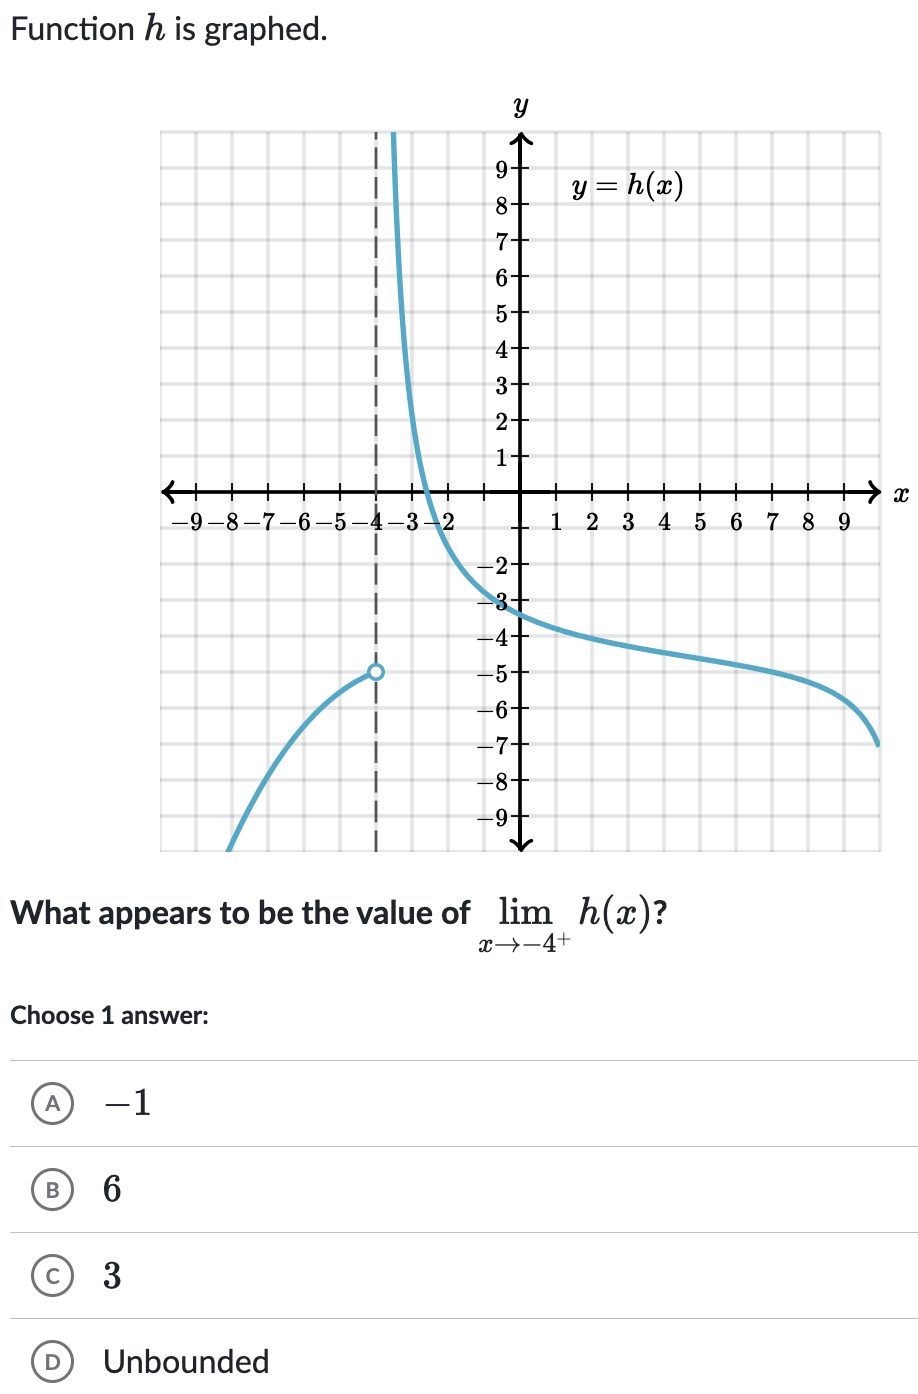 Function h is graphed.
y
9
y = h(x)
8
7
6
5
4
3
2
1
x
−9 −8 −7 −6 −5 −4 −3 −2 1 2 3 4 5 6 7 8 9
−2
−3
−4
−5
−6
−7
−8
−9
What appears to be the value of lim h(x)?
x→−4⁺
Choose 1 answer:
A −1
B 6
C 3
D Unbounded